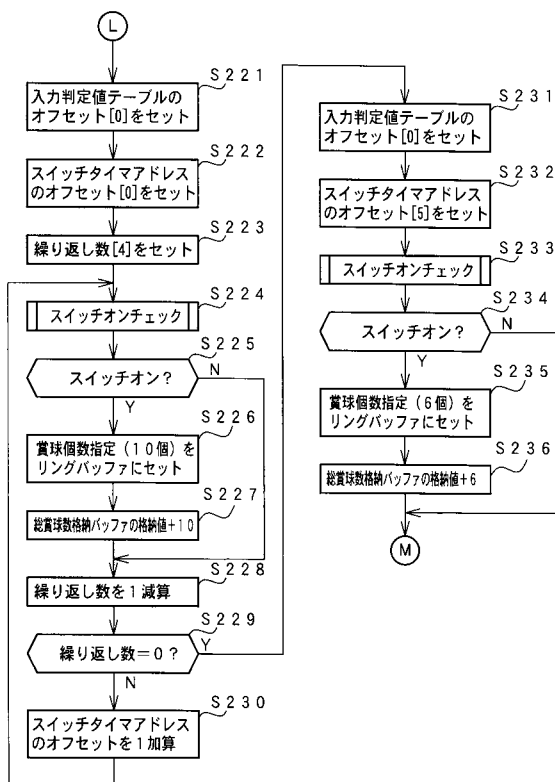 L
S221
入力判定値テーブルの
オフセット[0]をセット
S222
スイッチタイマアドレス
のオフセット[0]をセット
S223
繰り返し数[4]をセット
S224
スイッチオンチェック
S225
スイッチオン?
N
Y
S226
賞球個数指定(10個)を
リングバッファにセット
S227
総賞球数格納バッファの格納値+10
S228
繰り返し数を1減算
S229
繰り返し数=0?
Y
N
S230
スイッチタイマアドレス
のオフセットを1加算
S231
入力判定値テーブルの
オフセット[0]をセット
S232
スイッチタイマアドレス
のオフセット[5]をセット
S233
スイッチオンチェック
S234
スイッチオン?
N
Y
S235
賞球個数指定(6個)を
リングバッファにセット
S236
総賞球数格納バッファの格納値+6
M